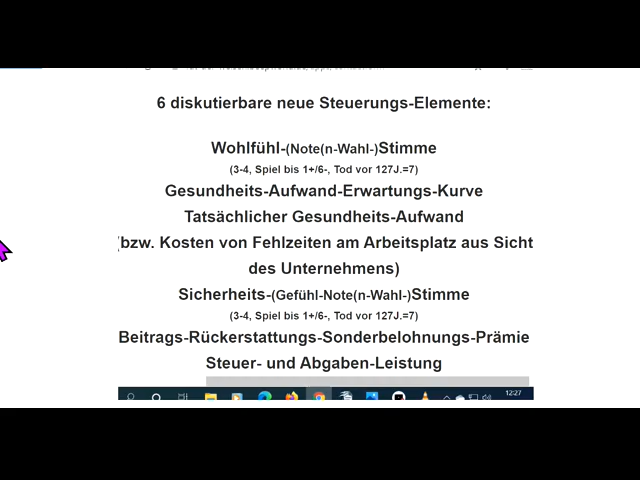 6 diskutierbare neue Steuerungs-Elemente:
Wohlfühl-(Note(n-Wahl-)Stimme
(3-4, Spiel bis 1+/6-, Tod vor 127J.=7)
Gesundheits-Aufwand-Erwartungs-Kurve
Tatsächlicher Gesundheits-Aufwand
(bzw. Kosten von Fehlzeiten am Arbeitsplatz aus Sicht
des Unternehmens)
Sicherheits-(Gefühl-Note(n-Wahl-)Stimme
(3-4, Spiel bis 1+/6-, Tod vor 127J.=7)
Beitrags-Rückerstattungs-Sonderbelohnungs-Prämie
Steuer- und Abgaben-Leistung
12:27